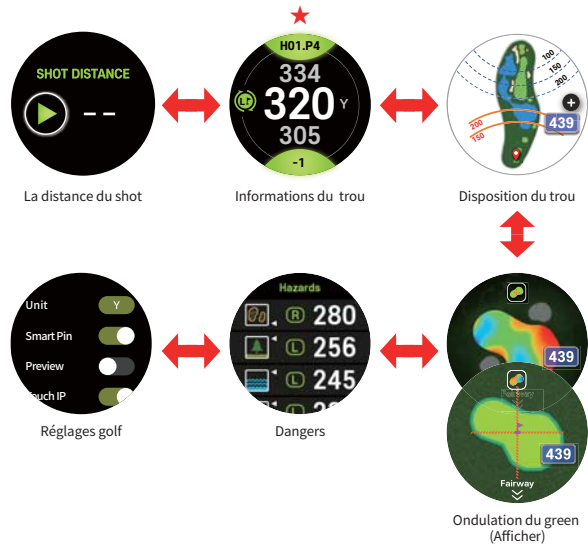 SHOT DISTANCE
--
La distance du shot
H01.P4
334
320 Y
305
-1
Informations du trou
100
150
200
439
200
150
Disposition du trou
Unit Y
Smart Pin
Preview
Touch IP
Réglages golf
Hazards
R 280
L 256
L 245
Dangers
439
Fairway
439
Fairway
Ondulation du green
(Afficher)